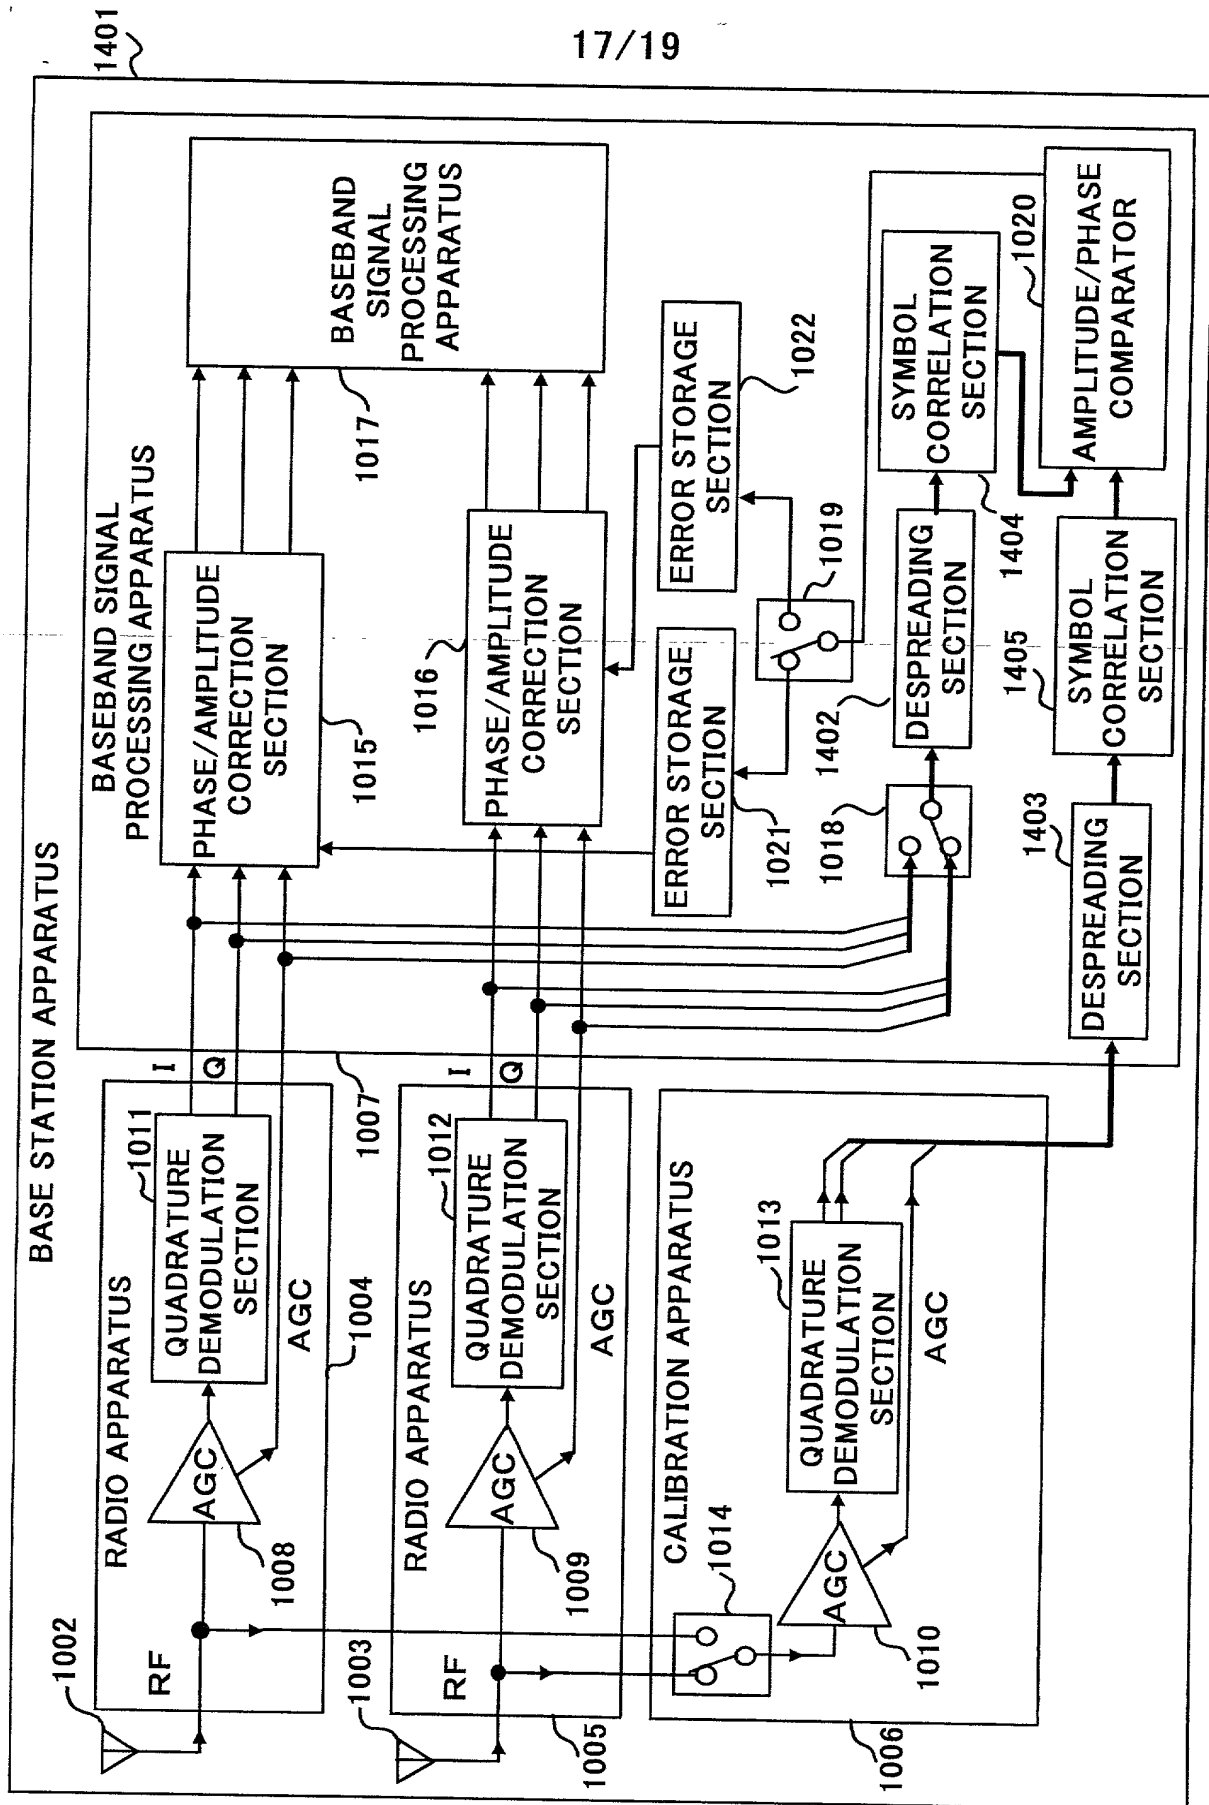 17/19
BASE STATION APPARATUS
1401
BASEBAND SIGNAL
PROCESSING APPARATUS
RADIO APPARATUS
1002
RF
AGC
1008
1011
QUADRATURE
DEMODULATION
SECTION
AGC
1004
I
Q
1007
PHASE/AMPLITUDE
CORRECTION
SECTION
1015
BASEBAND
SIGNAL
PROCESSING
APPARATUS
1017
RADIO APPARATUS
1003
RF
AGC
1009
1005
1012
QUADRATURE
DEMODULATION
SECTION
AGC
I
Q
1016
PHASE/AMPLITUDE
CORRECTION
SECTION
ERROR STORAGE
SECTION
1021
ERROR STORAGE
SECTION
1022
1019
CALIBRATION APPARATUS
1014
AGC
1010
1006
1013
QUADRATURE
DEMODULATION
SECTION
AGC
1018
1402
DESPREADING
SECTION
SYMBOL
CORRELATION
SECTION
1404
1403
DESPREADING
SECTION
1405
SYMBOL
CORRELATION
SECTION
1020
AMPLITUDE/PHASE
COMPARATOR